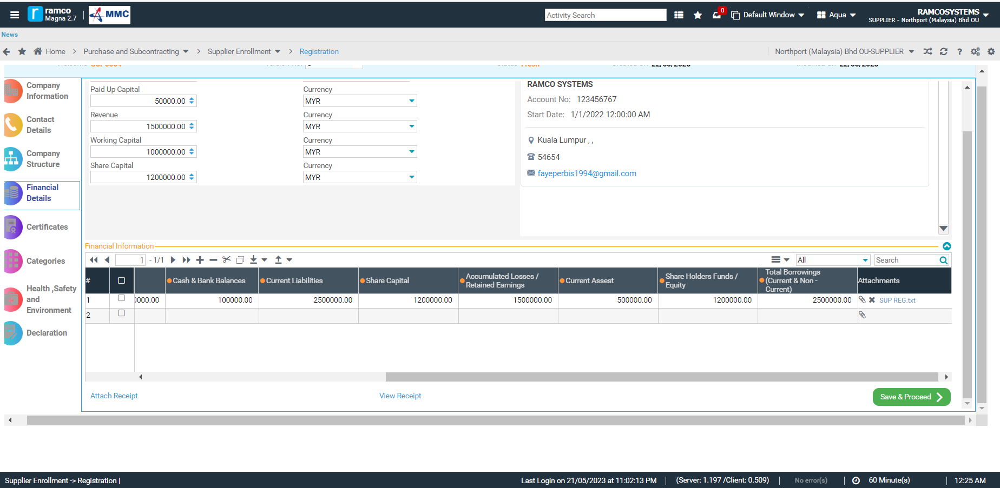 ramco
Magna 2.7
MMC
Activity Search
0
Default Window
Aqua
RAMCOSYSTEMS
SUPPLIER - Northport (Malaysia) Bhd OU
News
Home > Purchase and Subcontracting > Supplier Enrollment > Registration
Northport (Malaysia) Bhd OU-SUPPLIER
Company
Information
Contact
Details
Company
Structure
Financial
Details
Certificates
Categories
Health ,Safety
and
Environment
Declaration
Paid Up Capital Currency
50000.00 MYR
Revenue Currency
1500000.00 MYR
Working Capital Currency
1000000.00 MYR
Share Capital Currency
1200000.00 MYR
RAMCO SYSTEMS
Account No: 123456767
Start Date: 1/1/2022 12:00:00 AM
Kuala Lumpur , ,
54654
fayeperbis1994@gmail.com
Financial Information
1 - 1/1
All
Search
# Cash & Bank Balances Current Liabilities Share Capital Accumulated Losses / Retained Earnings Current Assest Share Holders Funds / Equity Total Borrowings (Current & Non - Current) Attachments
1 0000.00 100000.00 2500000.00 1200000.00 1500000.00 500000.00 1200000.00 2500000.00 SUP REG.txt
2
Attach Receipt
View Receipt
Save & Proceed
Supplier Enrollment -> Registration |
Last Login on 21/05/2023 at 11:02:13 PM | (Server: 1.197 /Client: 0.509) | No error(s) | 60 Minute(s) | 12:25 AM